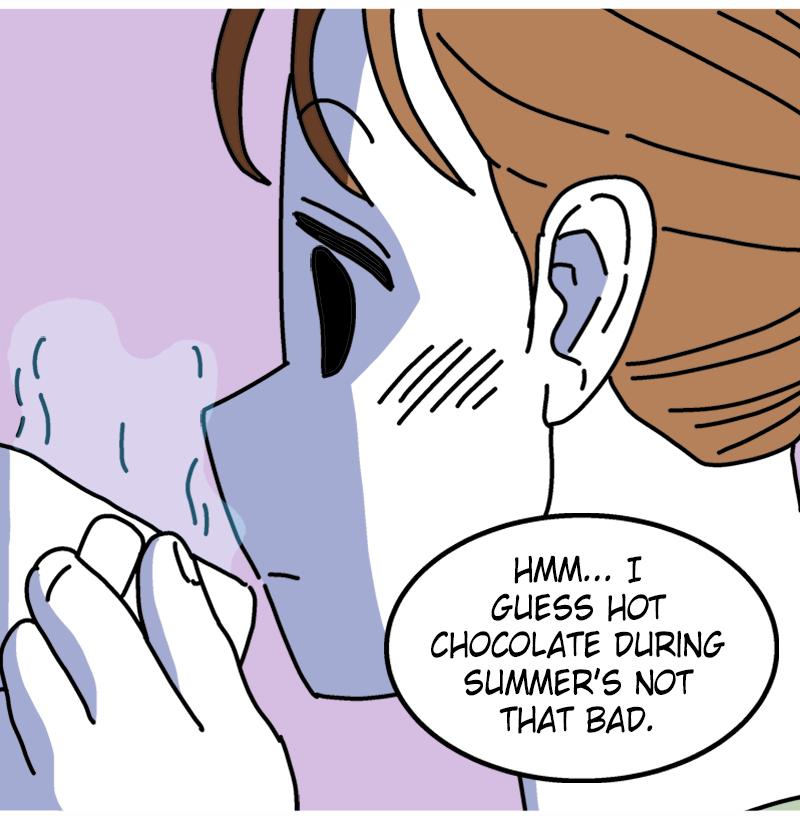 HMM... I
GUESS HOT
CHOCOLATE DURING
SUMMER'S NOT
THAT BAD.